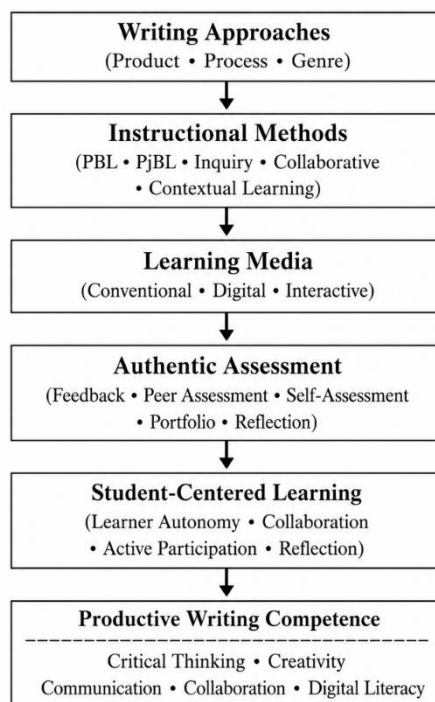 Writing Approaches
(Product • Process • Genre)
Instructional Methods
(PBL • PjBL • Inquiry • Collaborative
• Contextual Learning)
Learning Media
(Conventional • Digital • Interactive)
Authentic Assessment
(Feedback • Peer Assessment • Self-Assessment
• Portfolio • Reflection)
Student-Centered Learning
(Learner Autonomy • Collaboration
• Active Participation • Reflection)
Productive Writing Competence
Critical Thinking • Creativity
Communication • Collaboration • Digital Literacy